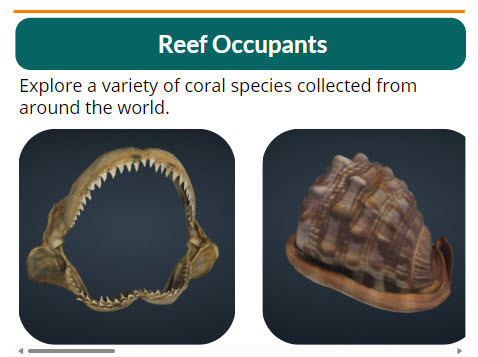 Reef Occupants
Explore a variety of coral species collected from
around the world.